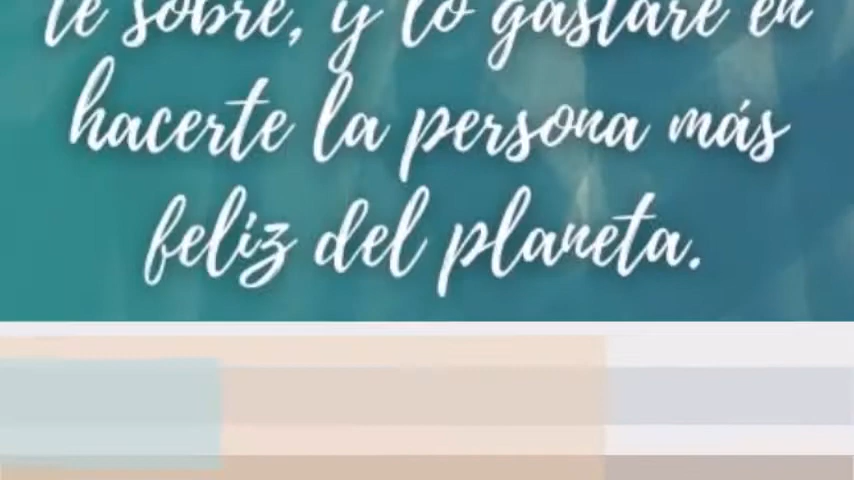 te sobre, y lo gastaré en
hacerte la persona más
feliz del planeta.